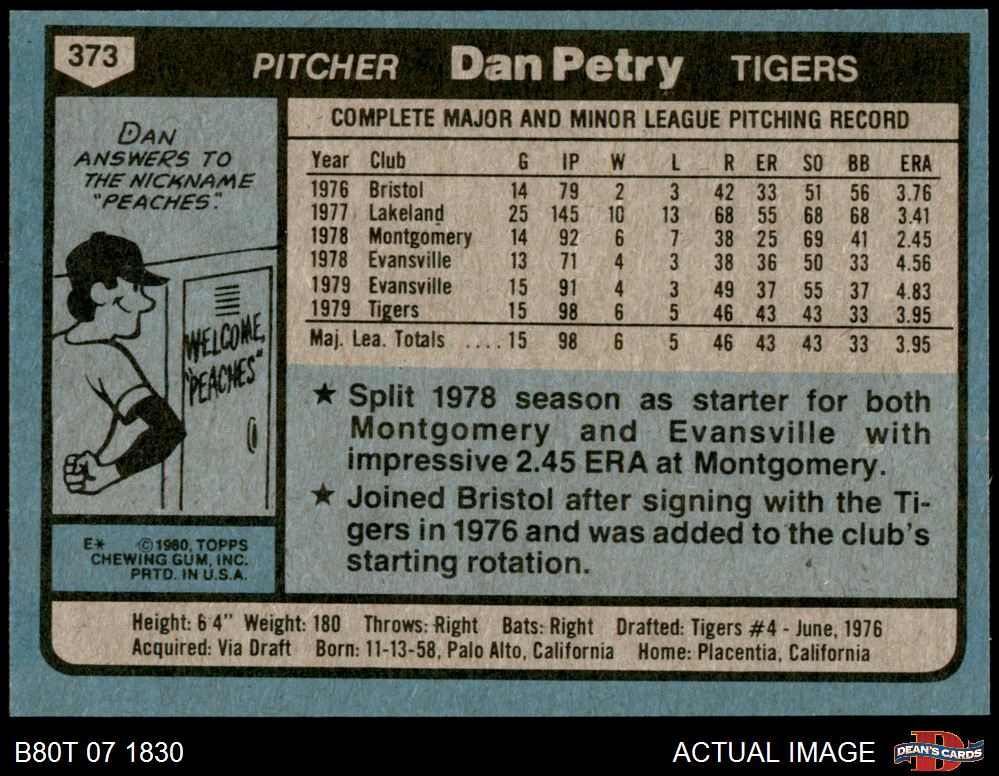 373
PITCHER Dan Petry TIGERS
DAN
ANSWERS TO
THE NICKNAME
"PEACHES."
WELCOME,
"PEACHES"
E* © 1980, TOPPS
CHEWING GUM, INC.
PRTD. IN U.S.A.
COMPLETE MAJOR AND MINOR LEAGUE PITCHING RECORD
Year Club G IP W L R ER SO BB ERA
1976 Bristol 14 79 2 3 42 33 51 56 3.76
1977 Lakeland 25 145 10 13 68 55 68 68 3.41
1978 Montgomery 14 92 6 7 38 25 69 41 2.45
1978 Evansville 13 71 4 3 38 36 50 33 4.56
1979 Evansville 15 91 4 3 49 37 55 37 4.83
1979 Tigers 15 98 6 5 46 43 43 33 3.95
Maj. Lea. Totals ....15 98 6 5 46 43 43 33 3.95
★ Split 1978 season as starter for both
Montgomery and Evansville with
impressive 2.45 ERA at Montgomery.
★ Joined Bristol after signing with the Ti-
gers in 1976 and was added to the club's
starting rotation.
Height: 6 4" Weight: 180 Throws: Right Bats: Right Drafted: Tigers #4 - June, 1976
Acquired: Via Draft Born: 11-13-58, Palo Alto, California Home: Placentia, California
B80T 07 1830
ACTUAL IMAGE
DEAN'S CARDS